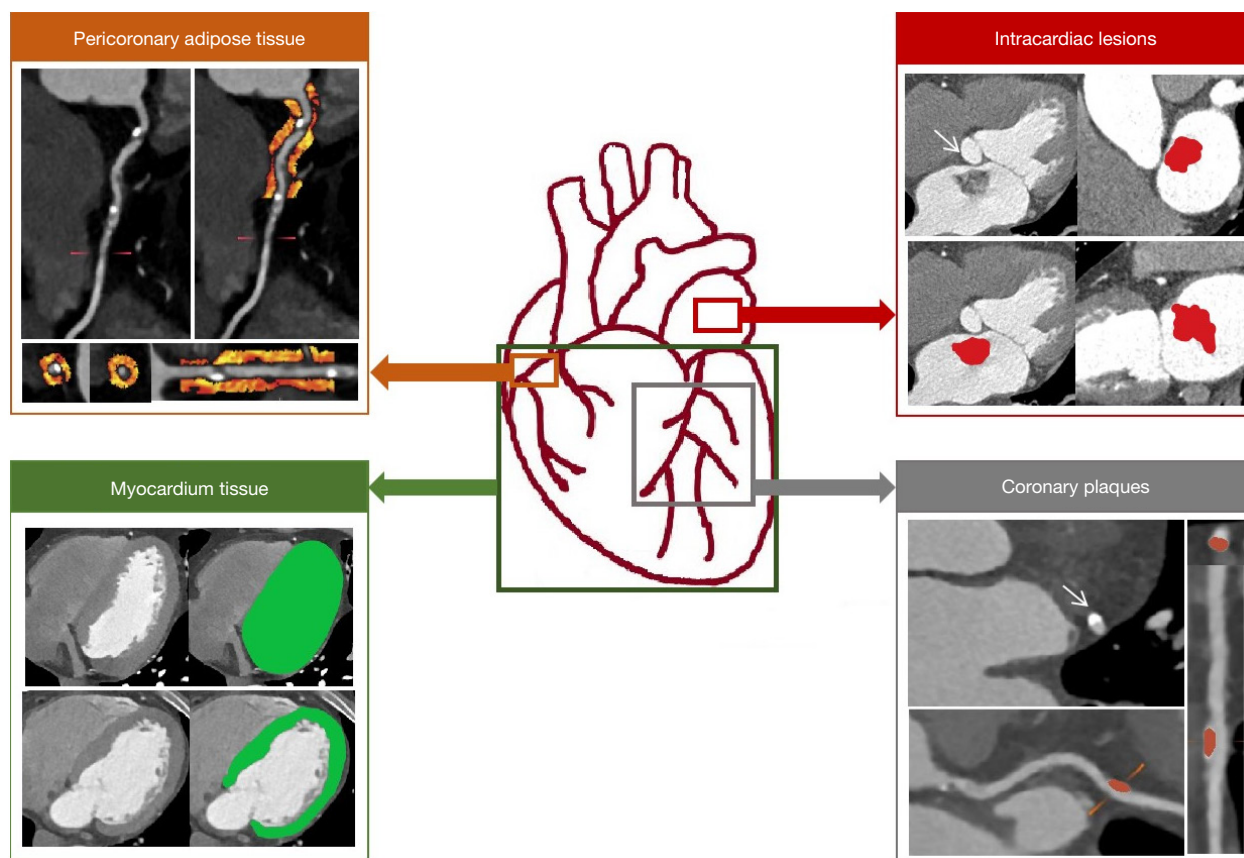 Pericoronary adipose tissue
Intracardiac lesions
Myocardium tissue
Coronary plaques